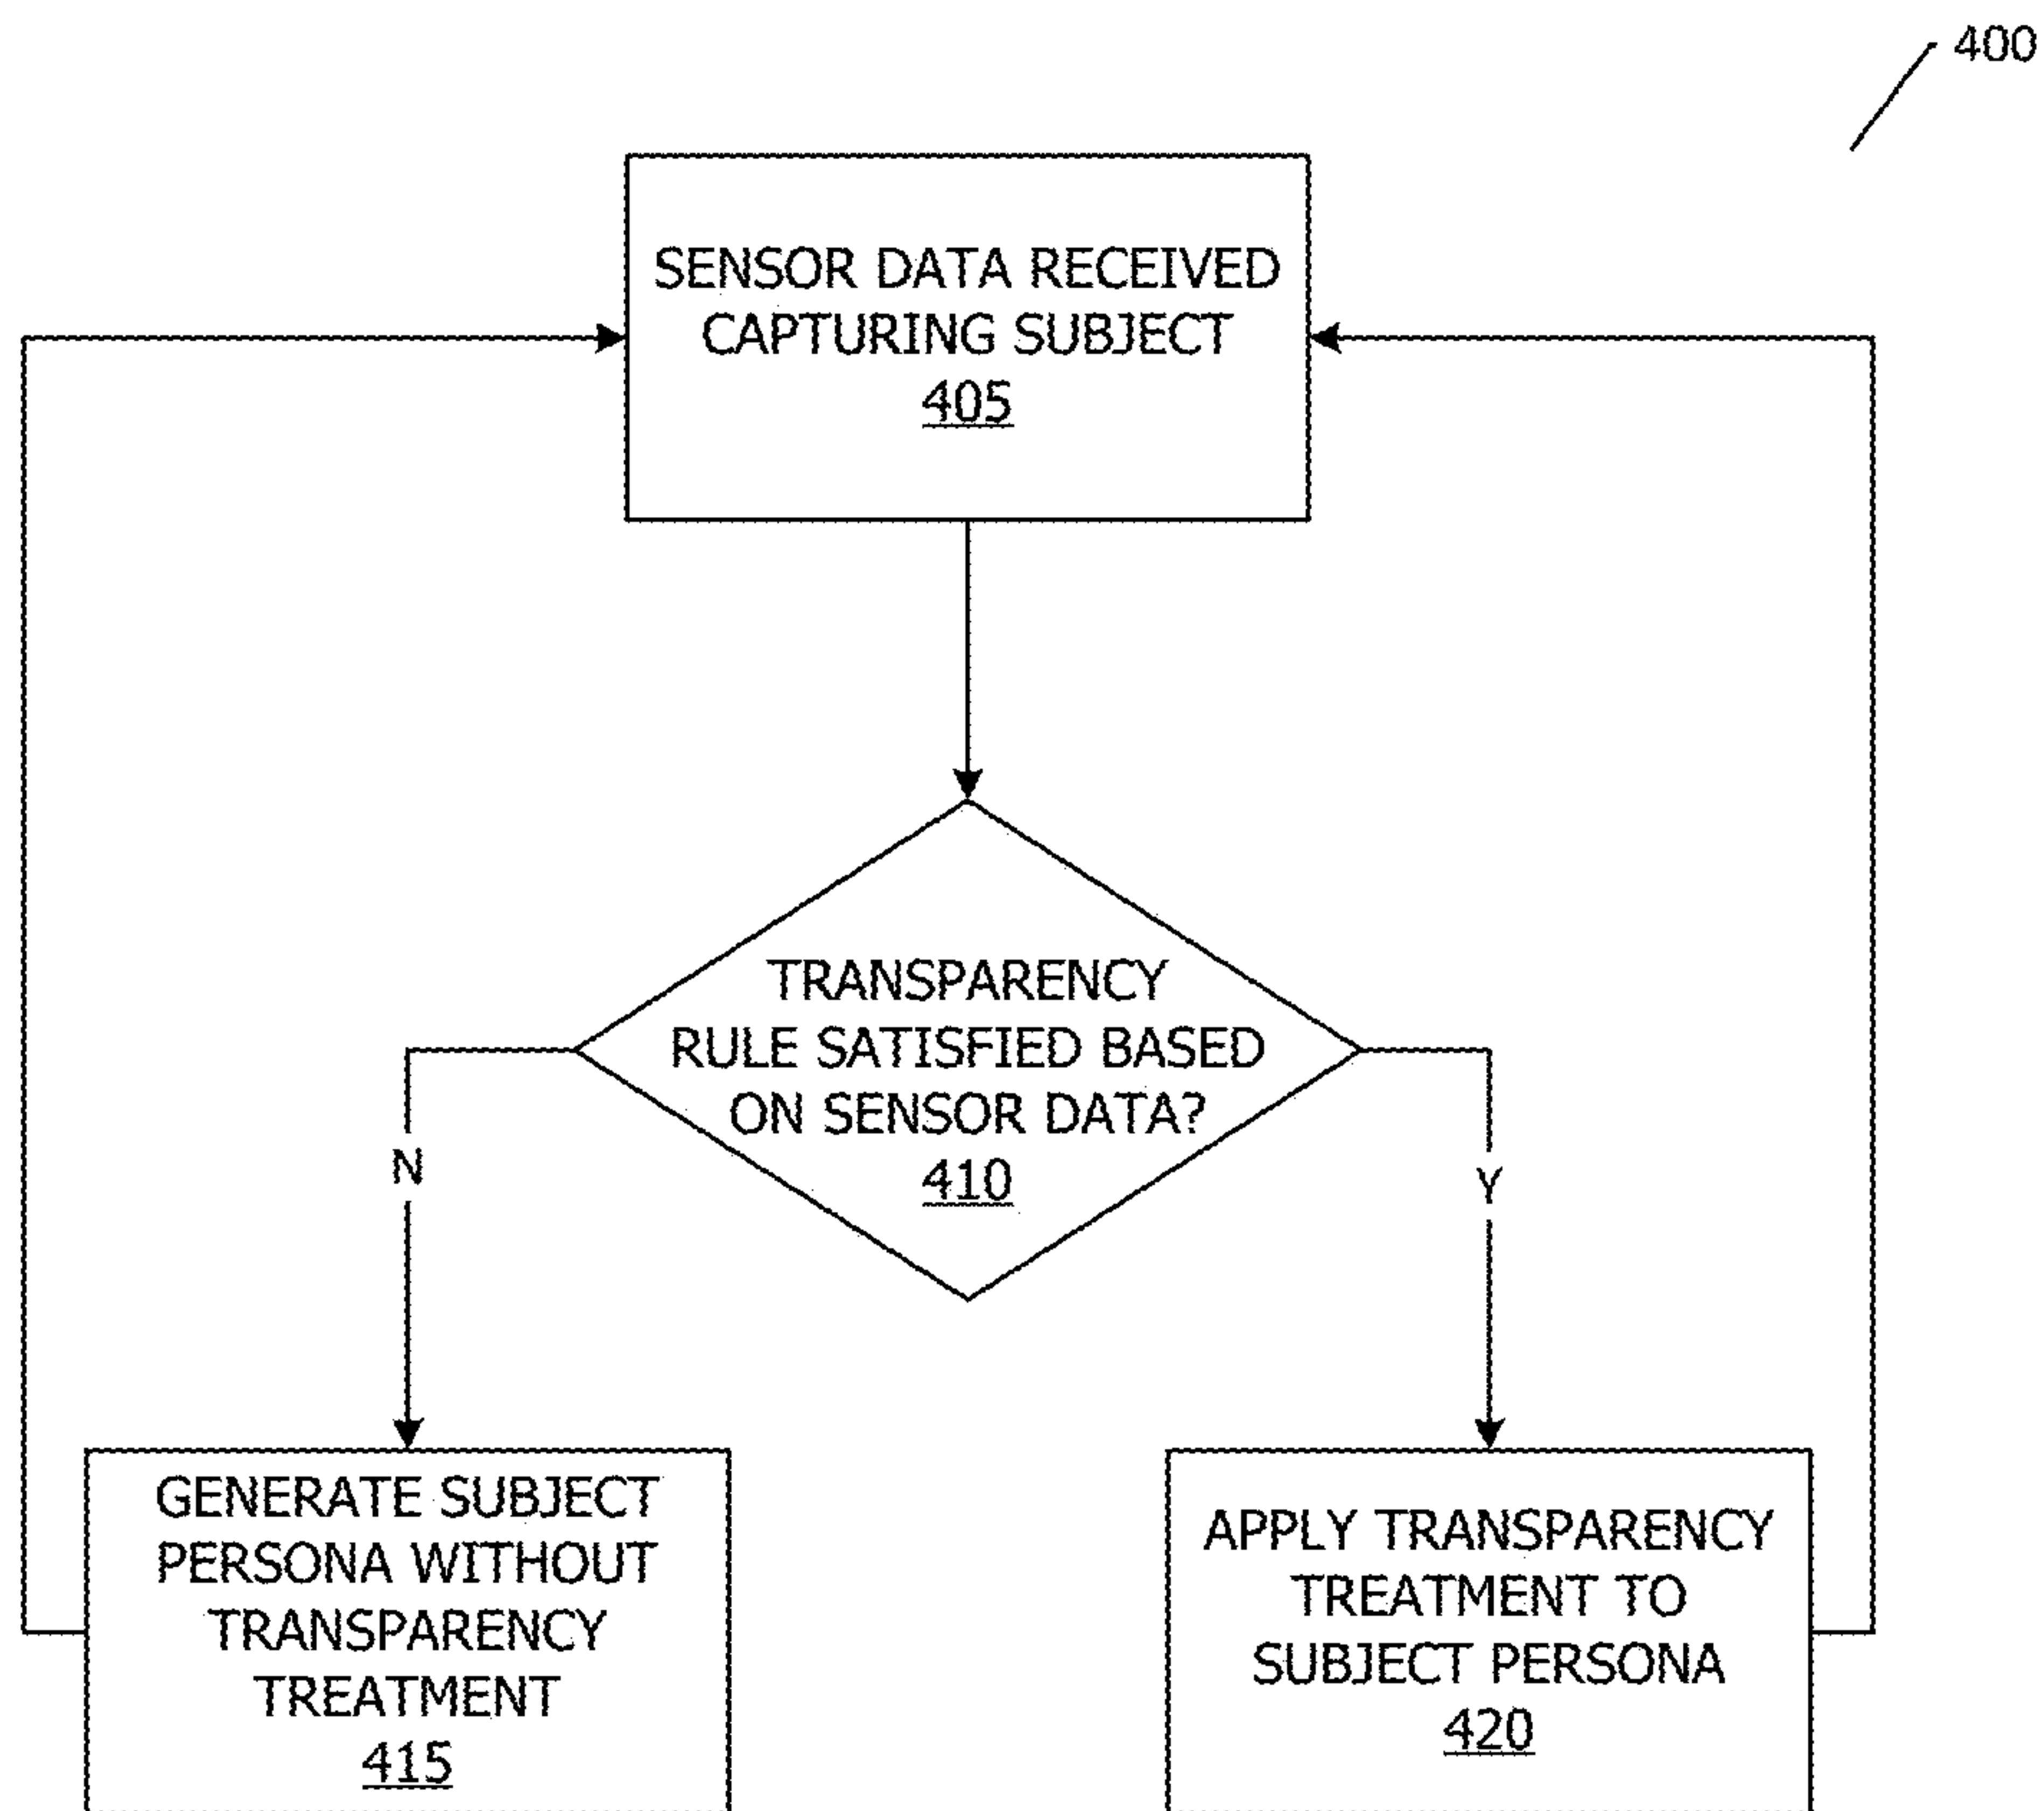 400
SENSOR DATA RECEIVED
CAPTURING SUBJECT
405
TRANSPARENCY
RULE SATISFIED BASED
ON SENSOR DATA?
410
N
Y
GENERATE SUBJECT
PERSONA WITHOUT
TRANSPARENCY
TREATMENT
415
APPLY TRANSPARENCY
TREATMENT TO
SUBJECT PERSONA
420